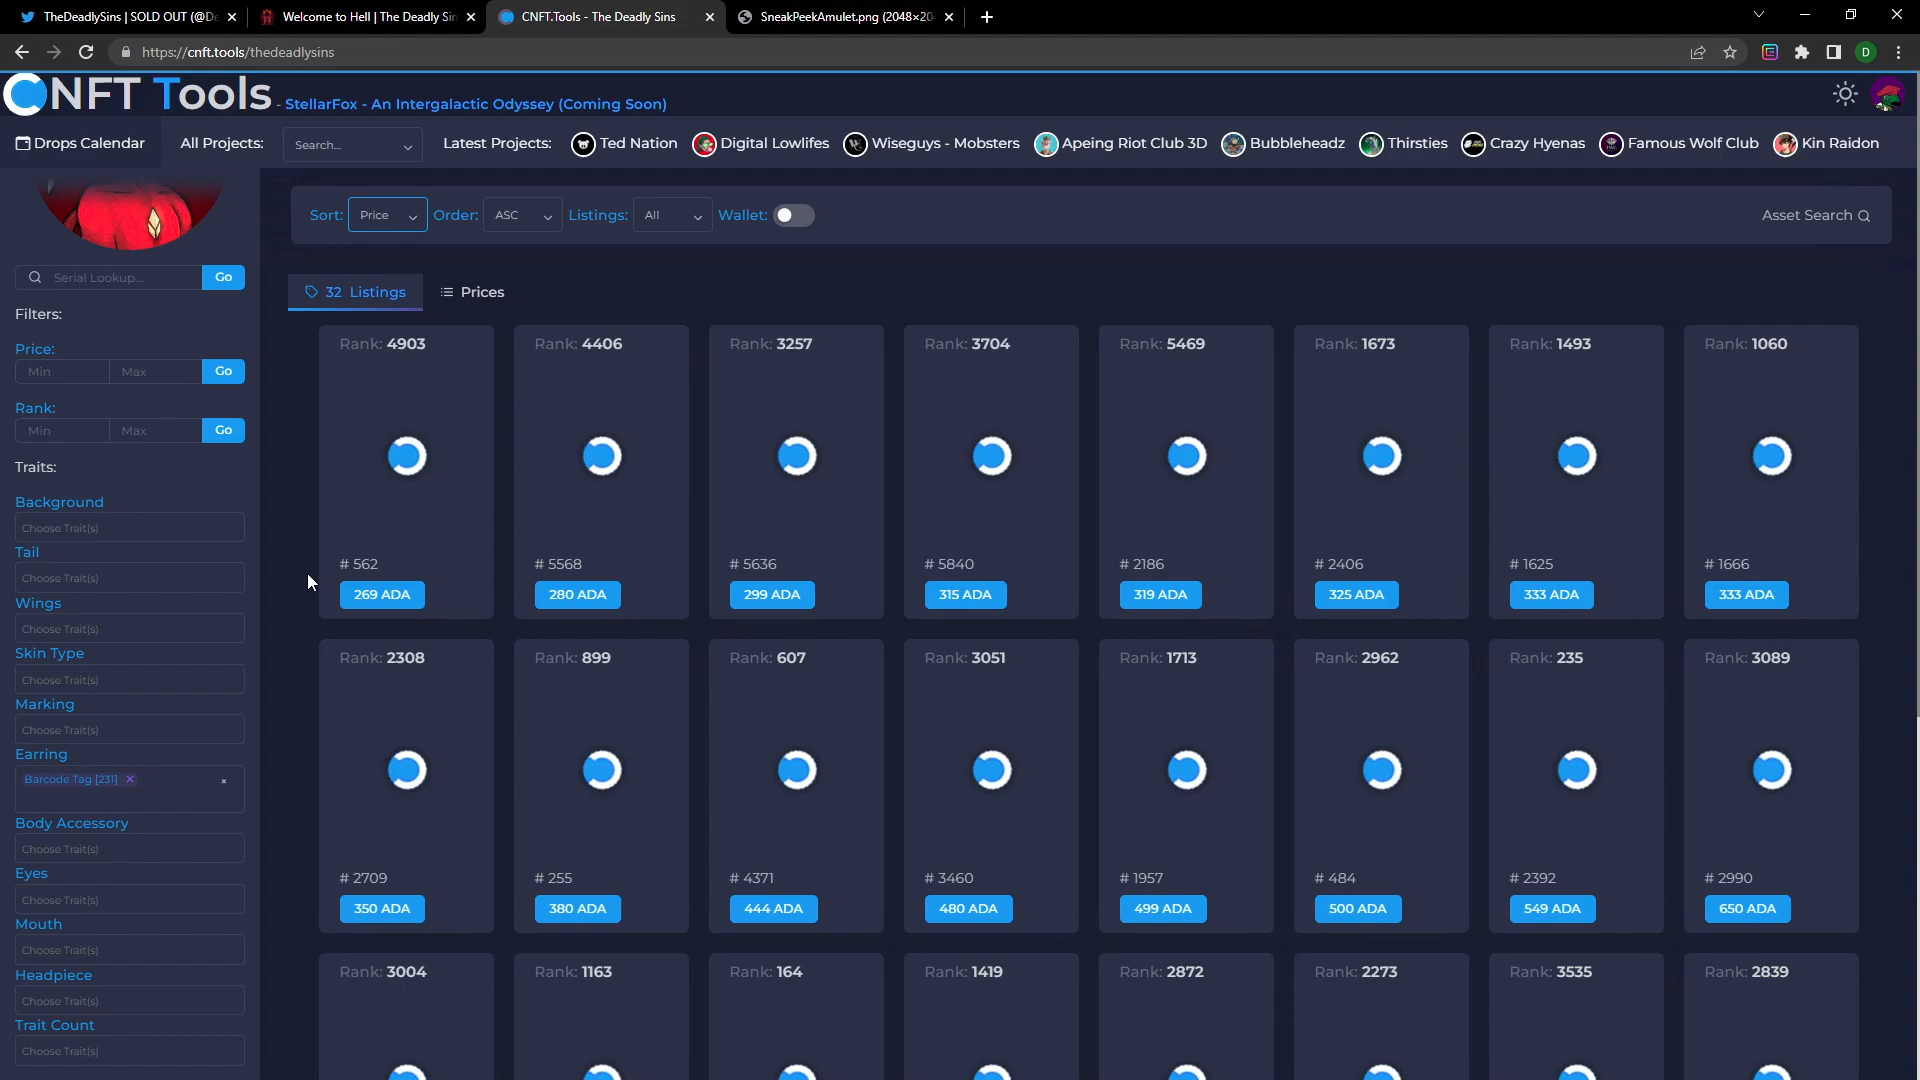 TheDeadlySins | SOLD OUT (@De
Welcome to Hell | The Deadly Sin
CNFT.Tools - The Deadly Sins
SneakPeekAmulet.png (2048×20
https://cnft.tools/thedeadlysins
D
CNFT Tools - StellarFox - An Intergalactic Odyssey (Coming Soon)
Drops Calendar
All Projects:
Search...
Latest Projects:
Ted Nation
Digital Lowlifes
Wiseguys - Mobsters
Apeing Riot Club 3D
Bubbleheadz
Thirsties
Crazy Hyenas
Famous Wolf Club
Kin Raidon
Sort: Price Order: ASC Listings: All Wallet:
Asset Search
Serial Lookup... Go
Filters:
Price:
Min Max Go
Rank:
Min Max Go
Traits:
Background
Choose Trait(s)
Tail
Choose Trait(s)
Wings
Choose Trait(s)
Skin Type
Choose Trait(s)
Marking
Choose Trait(s)
Earring
Barcode Tag [231] ×
Body Accessory
Choose Trait(s)
Eyes
Choose Trait(s)
Mouth
Choose Trait(s)
Headpiece
Choose Trait(s)
Trait Count
Choose Trait(s)
32 Listings
Prices
Rank: 4903 Rank: 4406 Rank: 3257 Rank: 3704 Rank: 5469 Rank: 1673 Rank: 1493 Rank: 1060
# 562 # 5568 # 5636 # 5840 # 2186 # 2406 # 1625 # 1666
269 ADA 280 ADA 299 ADA 315 ADA 319 ADA 325 ADA 333 ADA 333 ADA
Rank: 2308 Rank: 899 Rank: 607 Rank: 3051 Rank: 1713 Rank: 2962 Rank: 235 Rank: 3089
# 2709 # 255 # 4371 # 3460 # 1957 # 484 # 2392 # 2990
350 ADA 380 ADA 444 ADA 480 ADA 499 ADA 500 ADA 549 ADA 650 ADA
Rank: 3004 Rank: 1163 Rank: 164 Rank: 1419 Rank: 2872 Rank: 2273 Rank: 3535 Rank: 2839